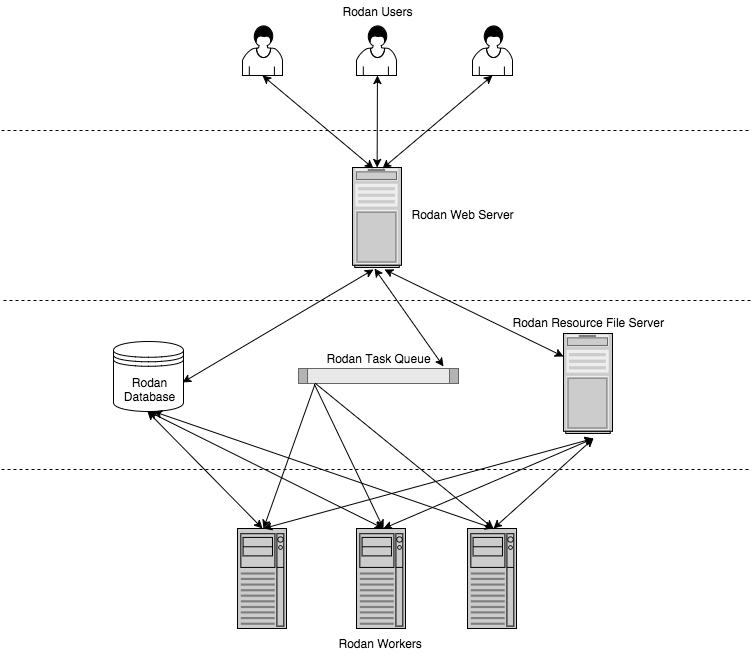 Rodan Users
Rodan Web Server
Rodan Resource File Server
Rodan Task Queue
Rodan
Database
Rodan Workers